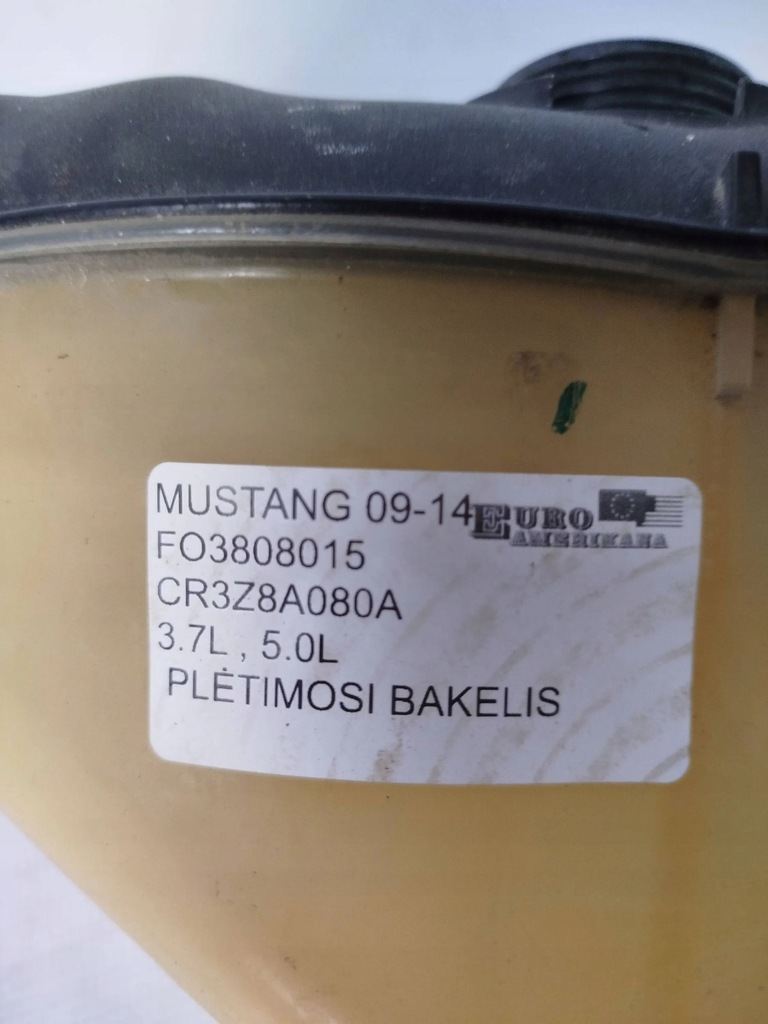 MUSTANG 09-14
EURO
AMERIKANA
FO3808015
CR3Z8A080A
3.7L , 5.0L
PLĖTIMOSI BAKELIS